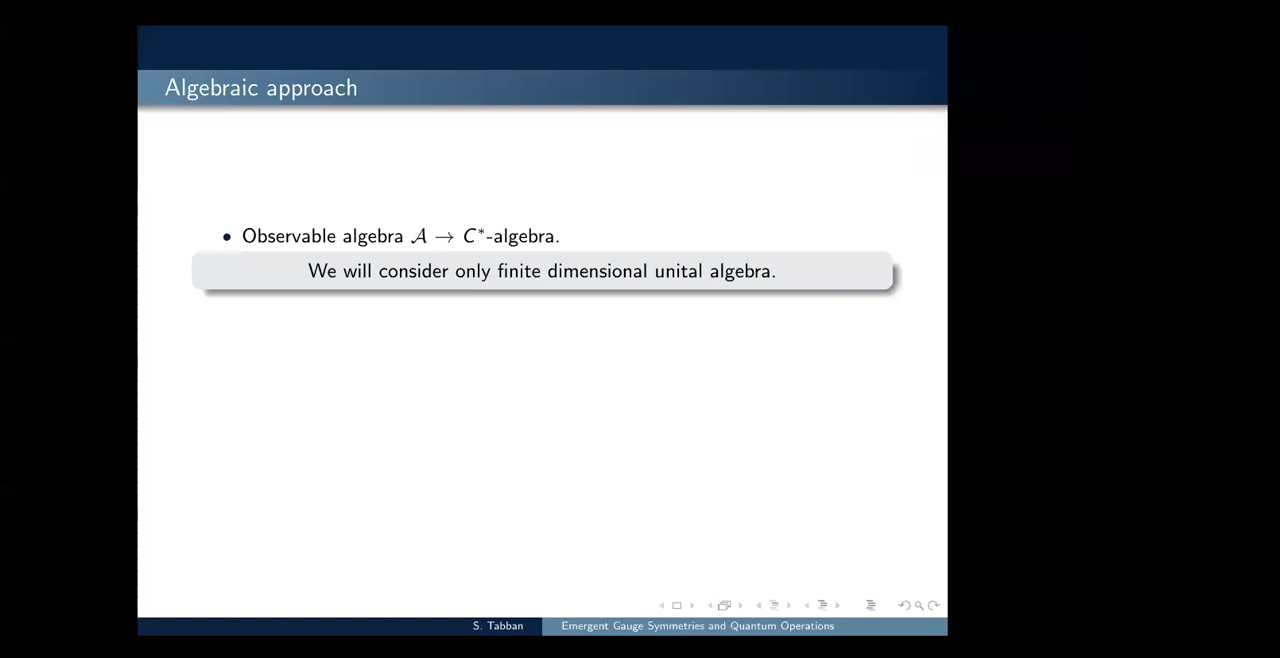 Algebraic approach
• Observable algebra 𝒜 → C*-algebra.
We will consider only finite dimensional unital algebra.
S. Tabban
Emergent Gauge Symmetries and Quantum Operations